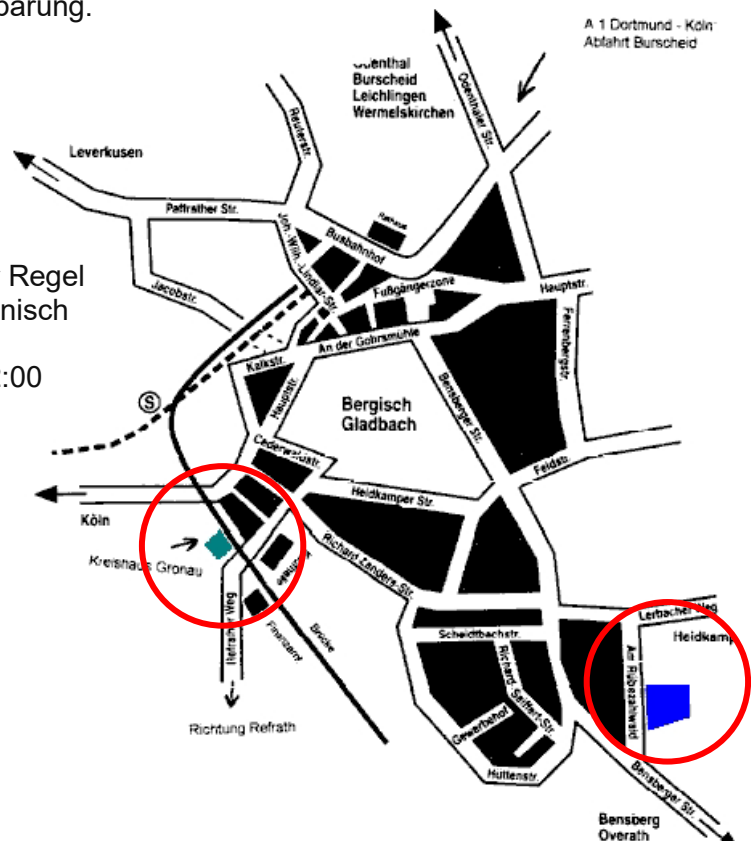 barung.
A 1 Dortmund - Köln
Abfahrt Burscheid
Odenthal
Burscheid
Leichlingen
Wermelskirchen
Odenthaler Str.
Reuterstr.
Leverkusen
Paffrather Str.
Rathaus
Busbahnhof
Joh.-Wilh.-Lindlar-Str.
Regel
nisch
:00
Jacobstr.
Fußgängerzone
Hauptstr.
An der Gohrsmühle
Kalkstr.
Ferrenbergstr.
Hauptstr.
S
Bergisch
Gladbach
Bensberger Str.
Cederwaldstr.
Feldstr.
Heidkamper Str.
Köln
Kreishaus Gronau
Richard-Zanders-Str.
Refrather Weg
Finanzamt
Brücke
Lerbacher Weg
Scheidtbachstr.
Heidkamp
Richard-Seiffert-Str.
Am Rübezahlwald
Gewerbehof
Richtung Refrath
Huttenstr.
Bensberger Str.
Bensberg
Overath